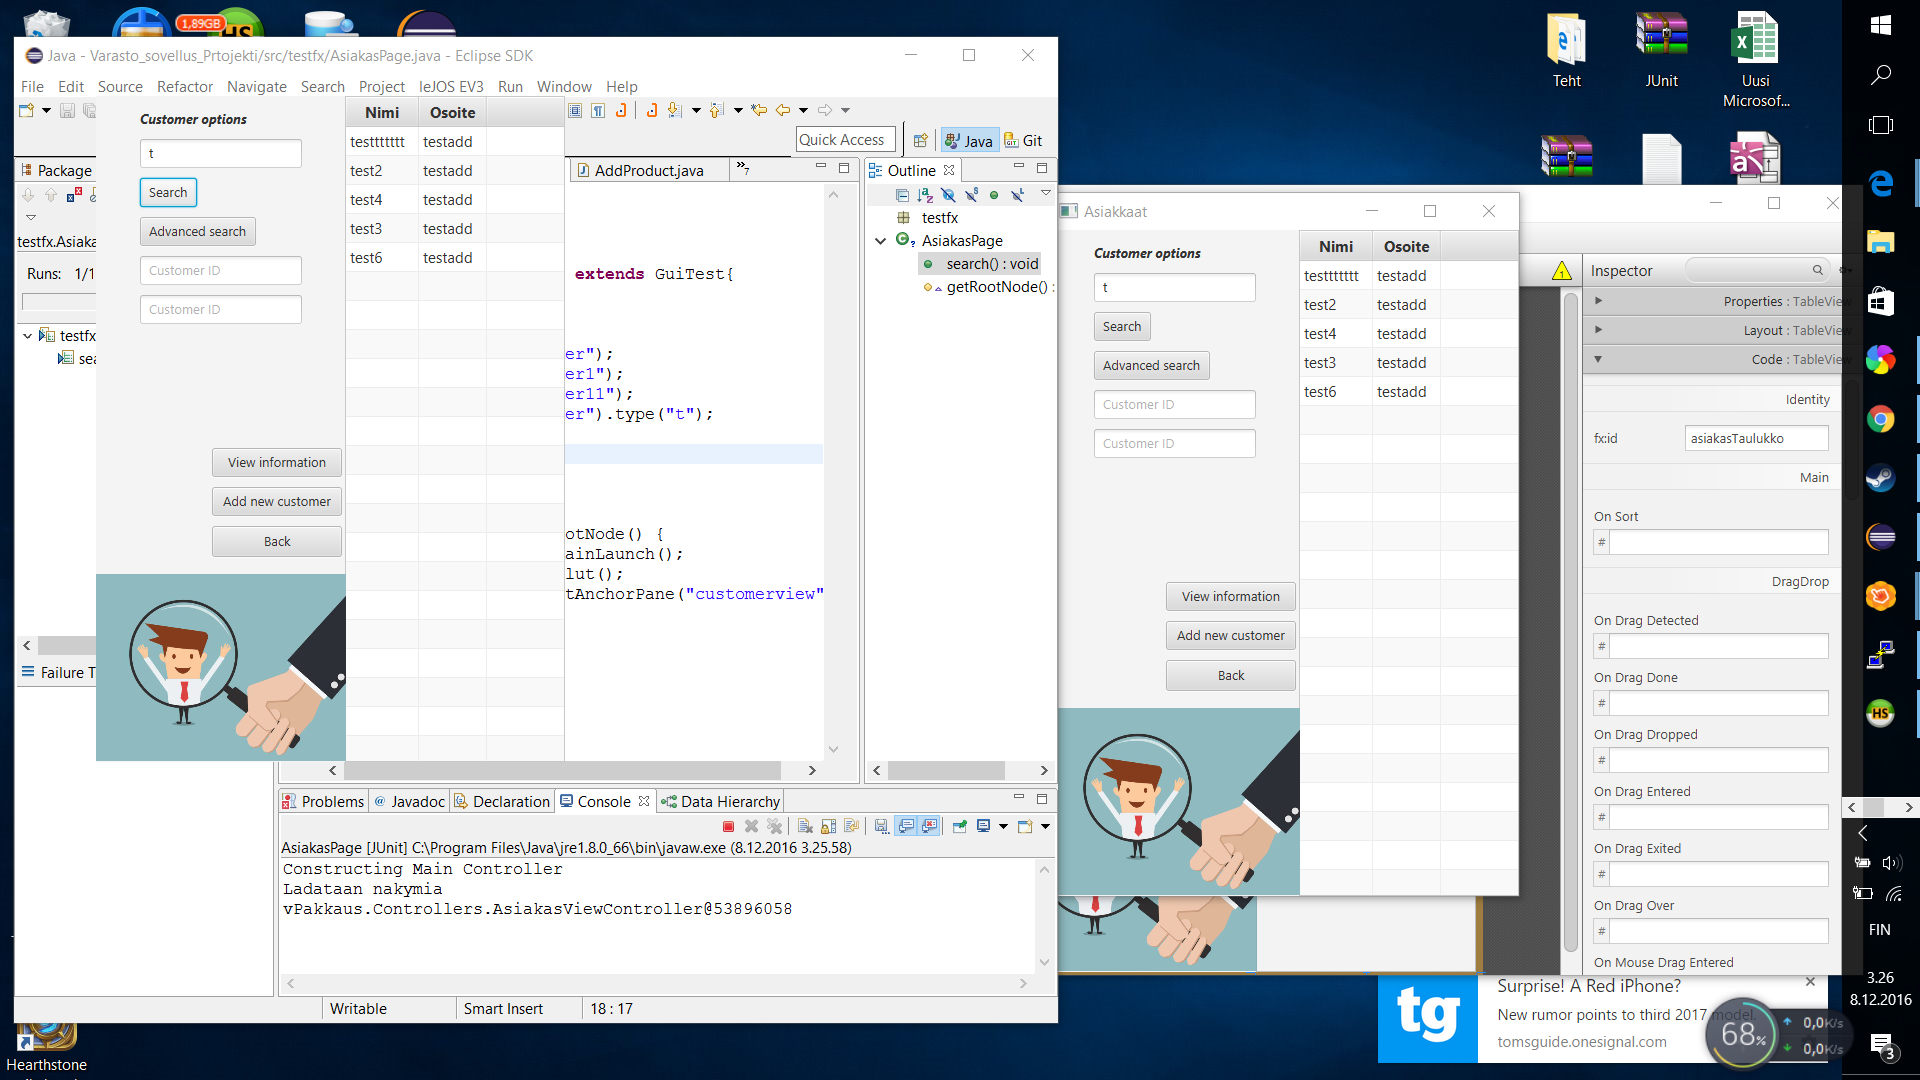 1,89GB
Java - Varasto_sovellus_Prtojekti/src/testfx/AsiakasPage.java - Eclipse SDK
File Edit Source Refactor Navigate Search Project leJOS EV3 Run Window Help
Quick Access
Java
Git
Package
testfx.Asiaka
Runs: 1/1
testfx
sea
Failure T
Customer options
t
Search
Advanced search
Customer ID
Customer ID
View information
Add new customer
Back
Nimi Osoite
testttttttt testadd
test2 testadd
test4 testadd
test3 testadd
test6 testadd
AddProduct.java
»7
extends GuiTest{
er");
er1");
er11");
er").type("t");
otNode() {
ainLaunch();
lut();
tAnchorPane("customerview"
Outline
testfx
AsiakasPage
search() : void
getRootNode() :
Problems @ Javadoc Declaration Console Data Hierarchy
AsiakasPage [JUnit] C:\Program Files\Java\jre1.8.0_66\bin\javaw.exe (8.12.2016 3.25.58)
Constructing Main Controller
Ladataan nakymia
vPakkaus.Controllers.AsiakasViewController@53896058
Writable Smart Insert 18 : 17
Asiakkaat
Customer options
t
Search
Advanced search
Customer ID
Customer ID
View information
Add new customer
Back
Nimi Osoite
testttttttt testadd
test2 testadd
test4 testadd
test3 testadd
test6 testadd
Inspector
Properties : TableView
Layout : TableView
Code : TableView
Identity
fx:id asiakasTaulukko
Main
On Sort
#
DragDrop
On Drag Detected
#
On Drag Done
#
On Drag Dropped
#
On Drag Entered
#
On Drag Exited
#
On Drag Over
#
On Mouse Drag Entered
Teht
JUnit
Uusi
Microsof...
HS
FIN
3.26
8.12.2016
3
tg
Surprise! A Red iPhone?
New rumor points to third 2017 model.
tomsguide.onesignal.com
68%
0,0K/s
0,0K/s
Hearthstone